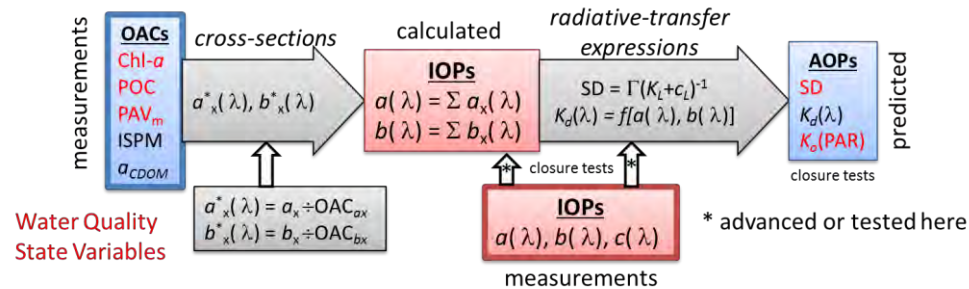 measurements
OACs
Chl-a
POC
PAVm
ISPM
aCDOM
Water Quality
State Variables
cross-sections
a*x(λ), b*x(λ)
a*x(λ) = ax÷OACax
b*x(λ) = bx÷OACbx
calculated
IOPs
a(λ) = Σ ax(λ)
b(λ) = Σ bx(λ)
radiative-transfer
expressions
SD = Γ(KL+cL)-1
Kd(λ) = f[a(λ), b(λ)]
* closure tests *
IOPs
a(λ), b(λ), c(λ)
measurements
AOPs
SD
Kd(λ)
Ko(PAR)
closure tests
predicted
* advanced or tested here